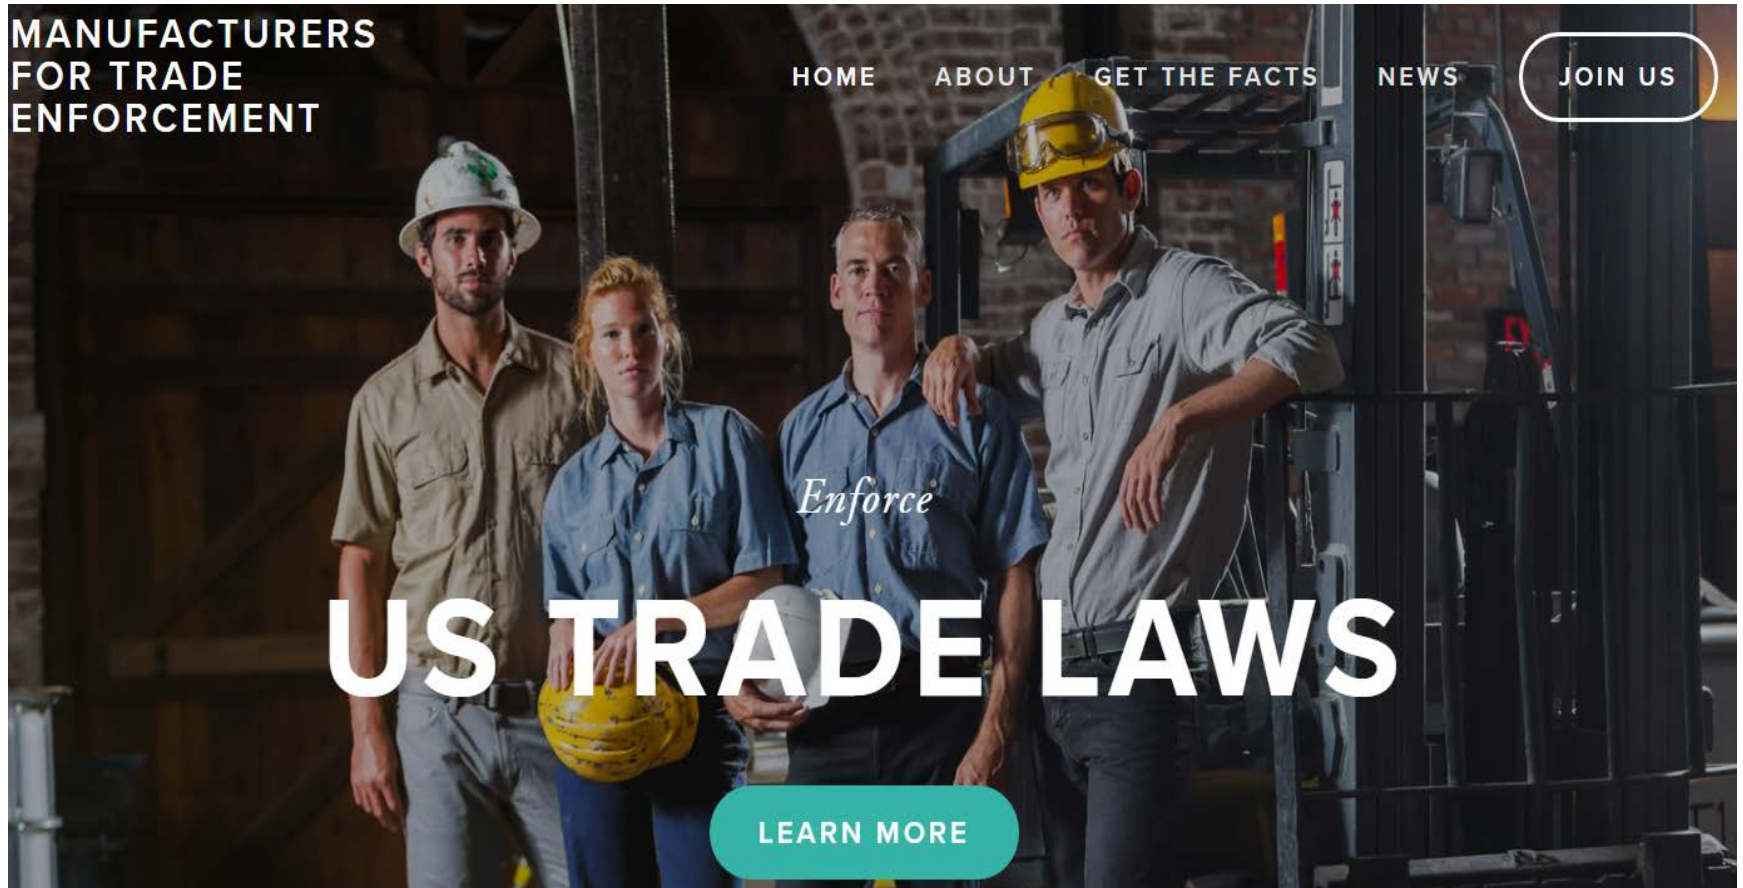 MANUFACTURERS
FOR TRADE
ENFORCEMENT
HOME ABOUT GET THE FACTS NEWS JOIN US
Enforce
US TRADE LAWS
LEARN MORE